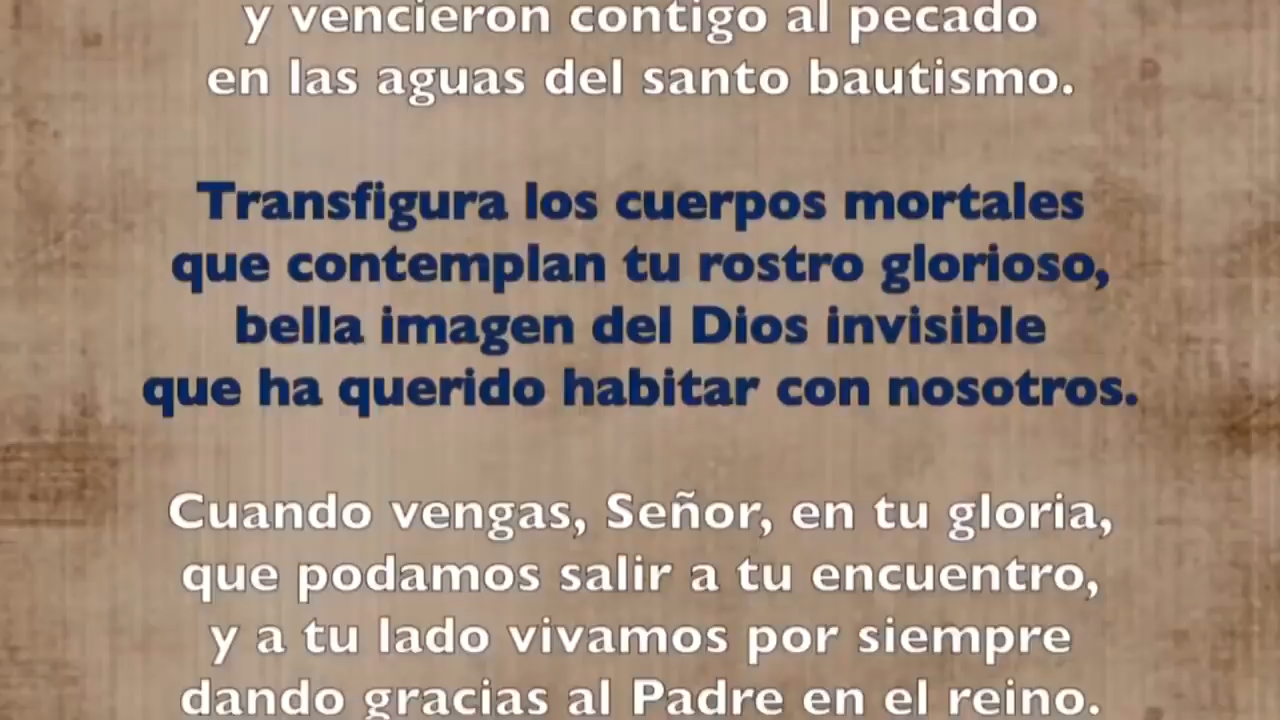 y vencieron contigo al pecado
en las aguas del santo bautismo.
Transfigura los cuerpos mortales
que contemplan tu rostro glorioso,
bella imagen del Dios invisible
que ha querido habitar con nosotros.
Cuando vengas, Señor, en tu gloria,
que podamos salir a tu encuentro,
y a tu lado vivamos por siempre
dando gracias al Padre en el reino.